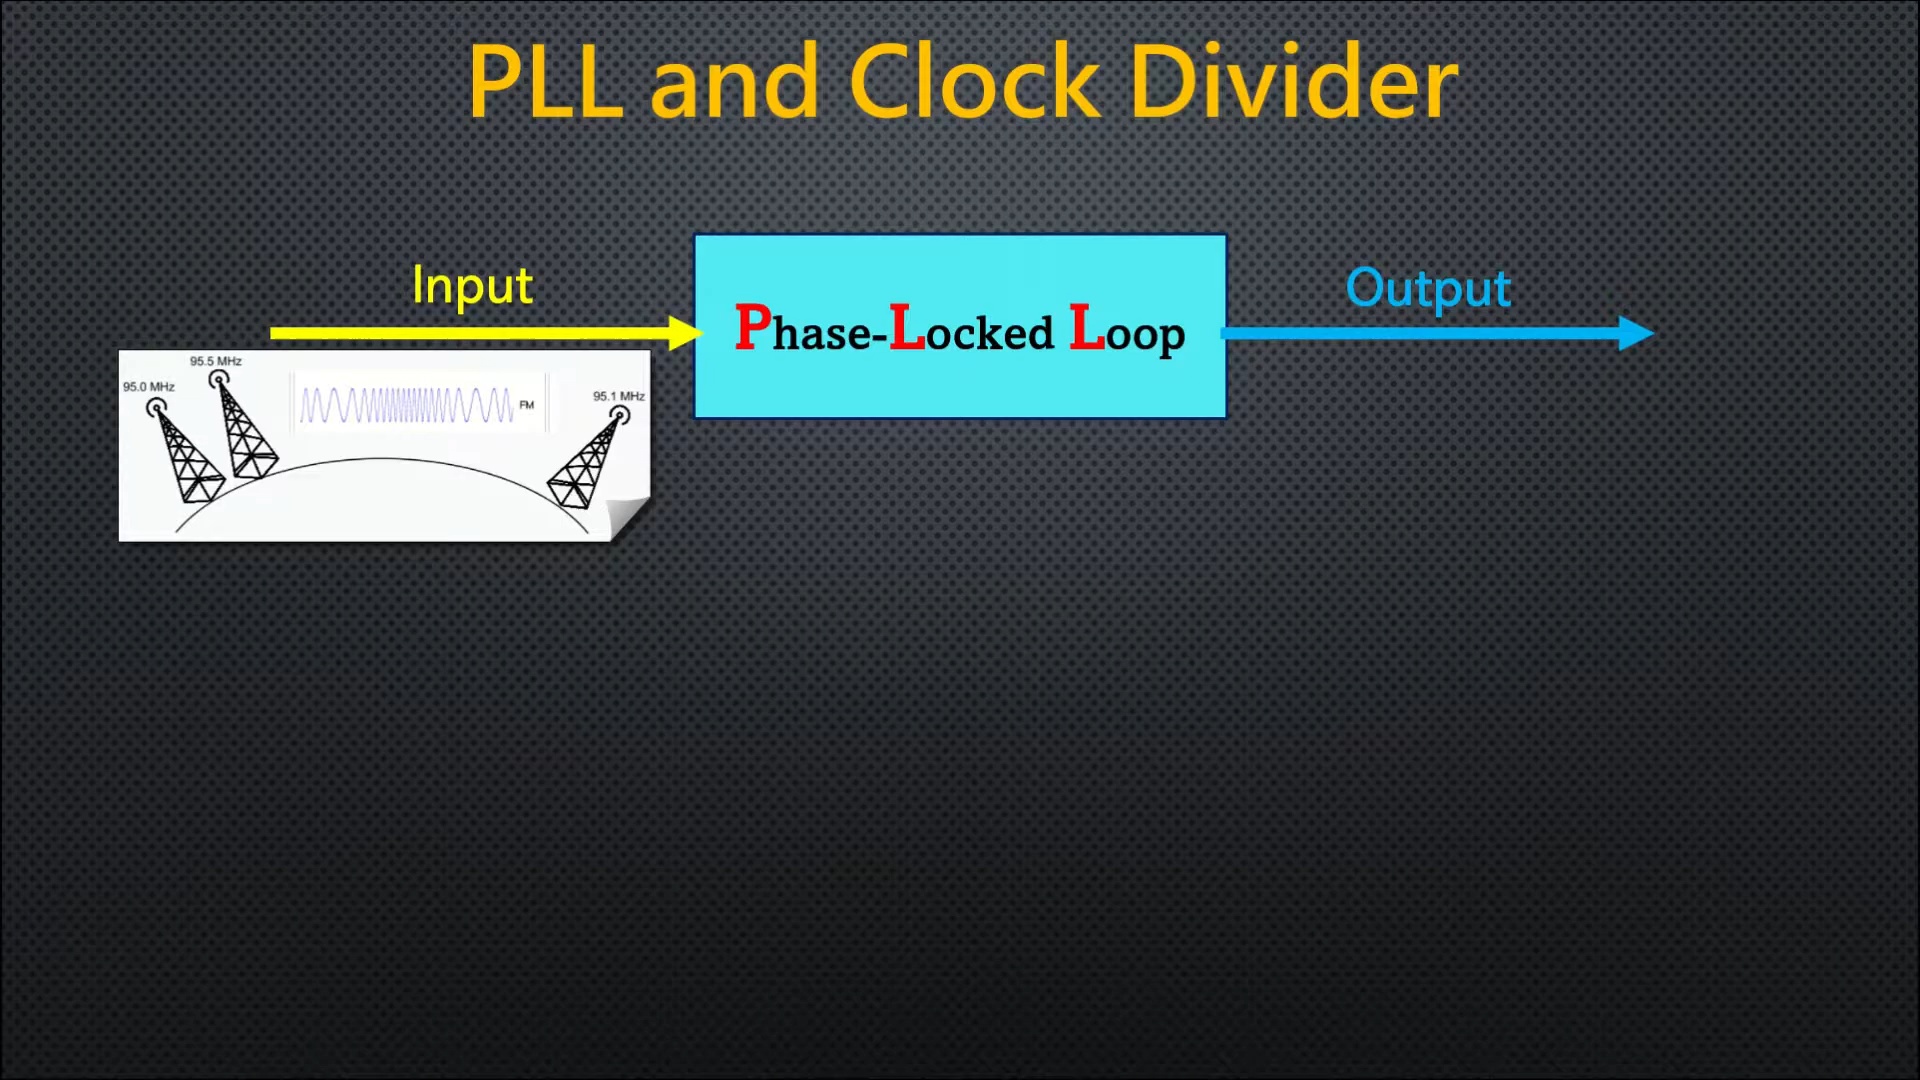 PLL and Clock Divider
Input
Phase-Locked Loop
Output
95.5 MHz
95.0 MHz
95.1 MHz
FM